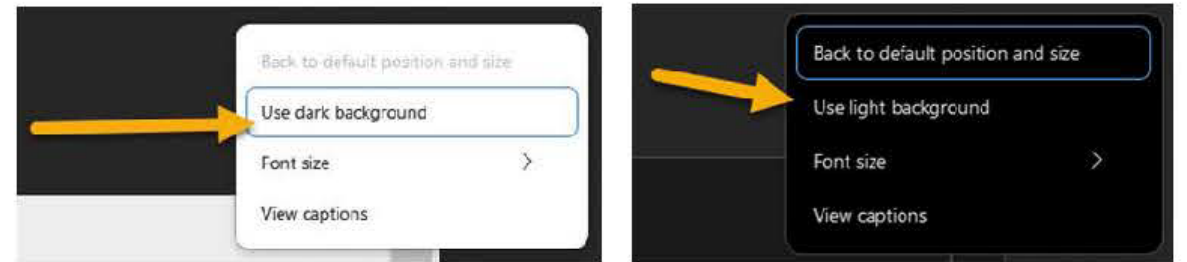 Back to default position and size
Use dark background
Font size
View captions
Back to default position and size
Use light background
Font size
View captions